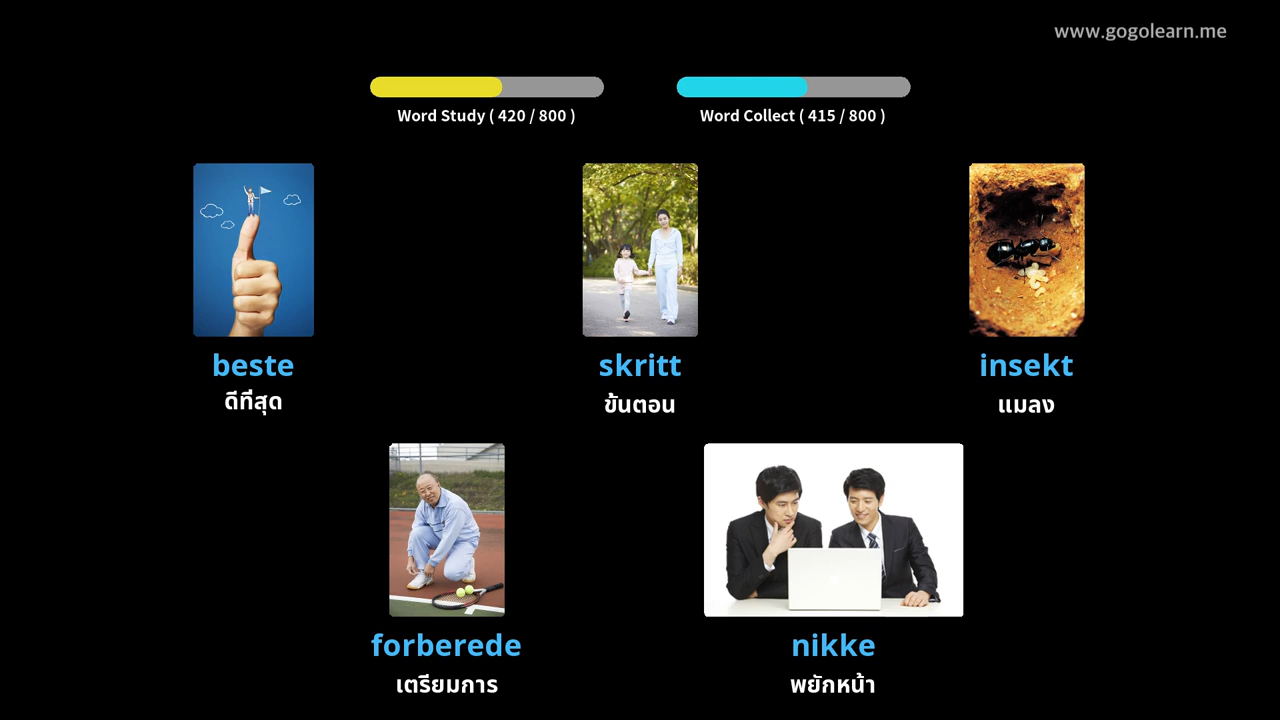 www.gogolearn.me
Word Study ( 420 / 800 )
Word Collect ( 415 / 800 )
beste
ดีที่สุด
skritt
ขั้นตอน
insekt
แมลง
forberede
เตรียมการ
nikke
พยักหน้า